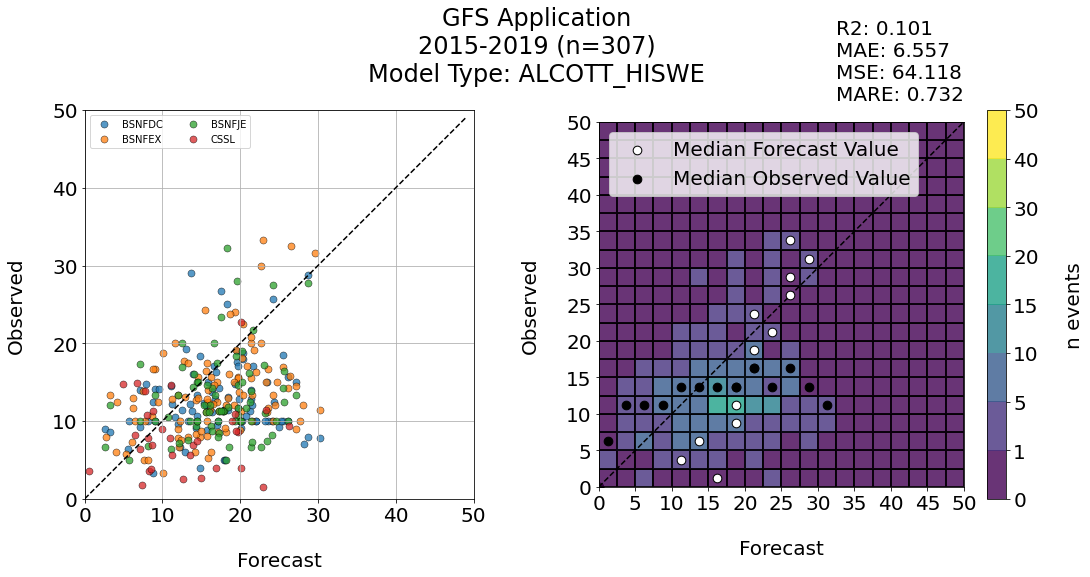 GFS Application
2015-2019 (n=307)
Model Type: ALCOTT_HISWE
R2: 0.101
MAE: 6.557
MSE: 64.118
MARE: 0.732
BSNFDC BSNFJE
BSNFEX CSSL
50
40
30
20
10
0
Observed
0 10 20 30 40 50
Forecast
Median Forecast Value
Median Observed Value
50
45
40
35
30
25
20
15
10
5
0
Observed
0 5 10 15 20 25 30 35 40 45 50
Forecast
50
40
30
20
15
10
5
1
0
n events